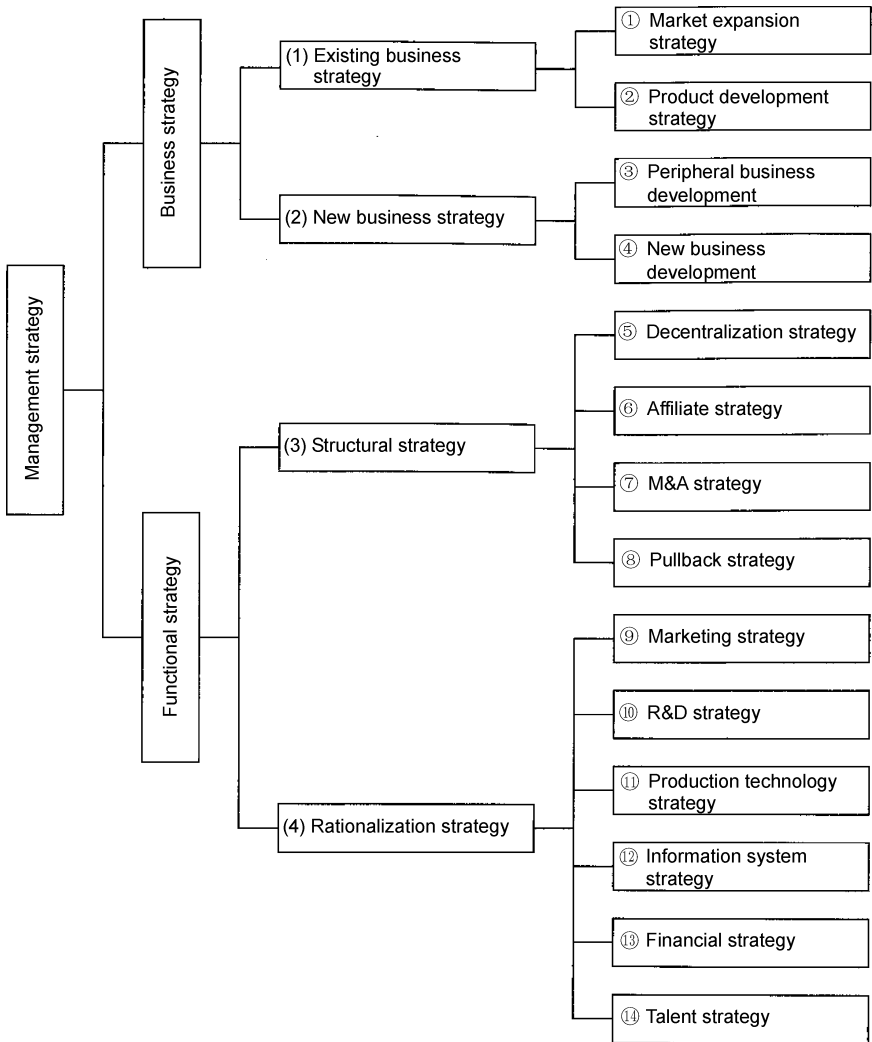 Management strategy
Business strategy
(1) Existing business
strategy
① Market expansion
strategy
② Product development
strategy
(2) New business strategy
③ Peripheral business
development
④ New business
development
Functional strategy
(3) Structural strategy
⑤ Decentralization strategy
⑥ Affiliate strategy
⑦ M&A strategy
⑧ Pullback strategy
(4) Rationalization strategy
⑨ Marketing strategy
⑩ R&D strategy
⑪ Production technology
strategy
⑫ Information system
strategy
⑬ Financial strategy
⑭ Talent strategy